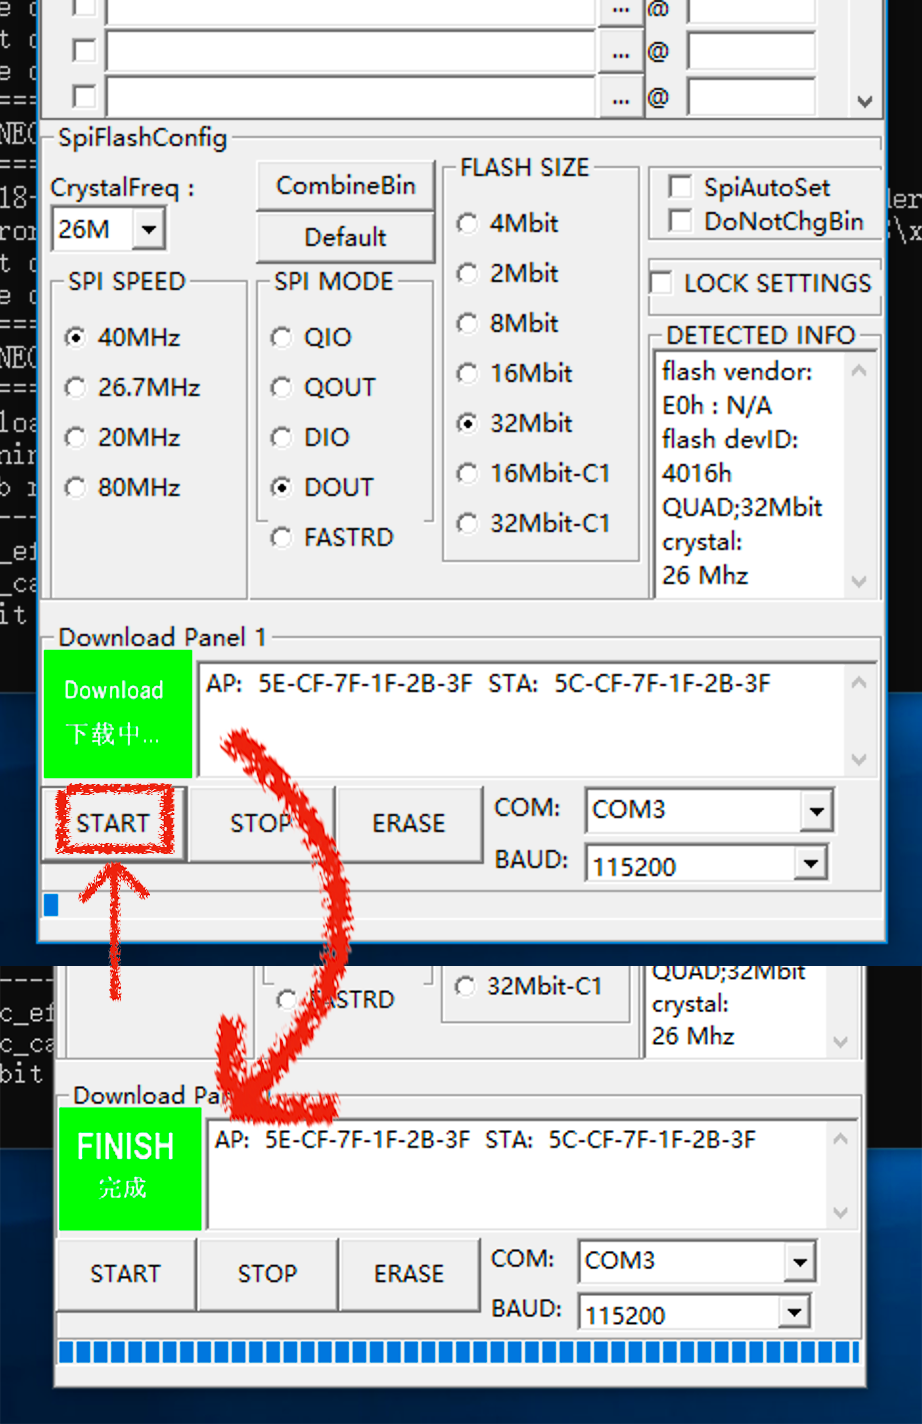 ... @
... @
... @
SpiFlashConfig
CrystalFreq :
26M
CombineBin
Default
SPI SPEED
40MHz
26.7MHz
20MHz
80MHz
SPI MODE
QIO
QOUT
DIO
DOUT
FASTRD
FLASH SIZE
4Mbit
2Mbit
8Mbit
16Mbit
32Mbit
16Mbit-C1
32Mbit-C1
SpiAutoSet
DoNotChgBin
LOCK SETTINGS
DETECTED INFO
flash vendor:
E0h : N/A
flash devID:
4016h
QUAD;32Mbit
crystal:
26 Mhz
Download Panel 1
Download
下载中...
AP: 5E-CF-7F-1F-2B-3F STA: 5C-CF-7F-1F-2B-3F
START
STOP
ERASE
COM:
COM3
BAUD:
115200
FASTRD
32Mbit-C1
QUAD;32Mbit
crystal:
26 Mhz
Download
FINISH
完成
AP: 5E-CF-7F-1F-2B-3F STA: 5C-CF-7F-1F-2B-3F
START
STOP
ERASE
COM:
COM3
BAUD:
115200